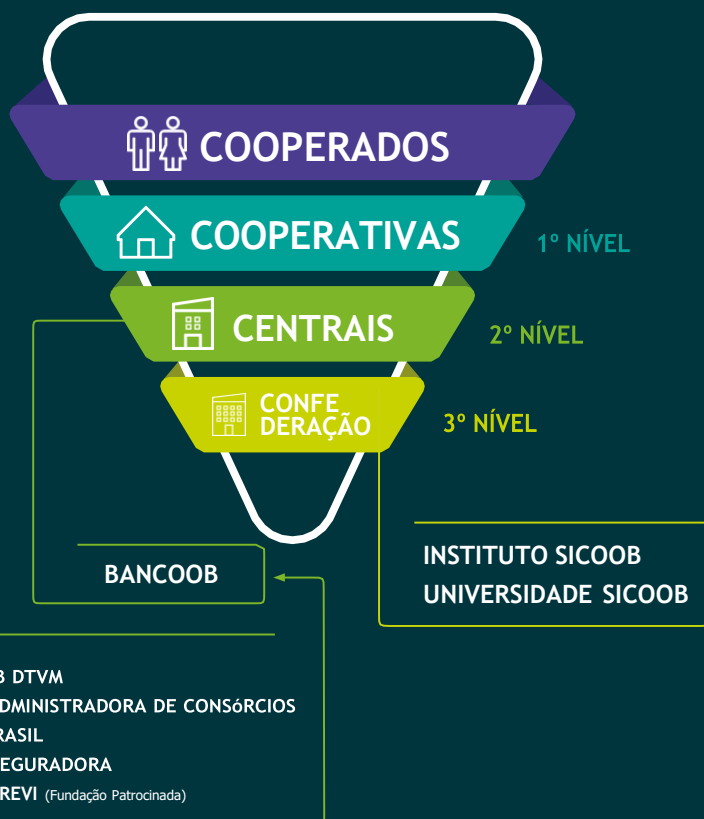 COOPERADOS
COOPERATIVAS
1º NÍVEL
CENTRAIS
2º NÍVEL
CONFE
DERAÇÃO
3º NÍVEL
BANCOOB
INSTITUTO SICOOB
UNIVERSIDADE SICOOB
B DTVM
DMINISTRADORA DE CONSóRCIOS
RASIL
EGURADORA
REVI (Fundação Patrocinada)